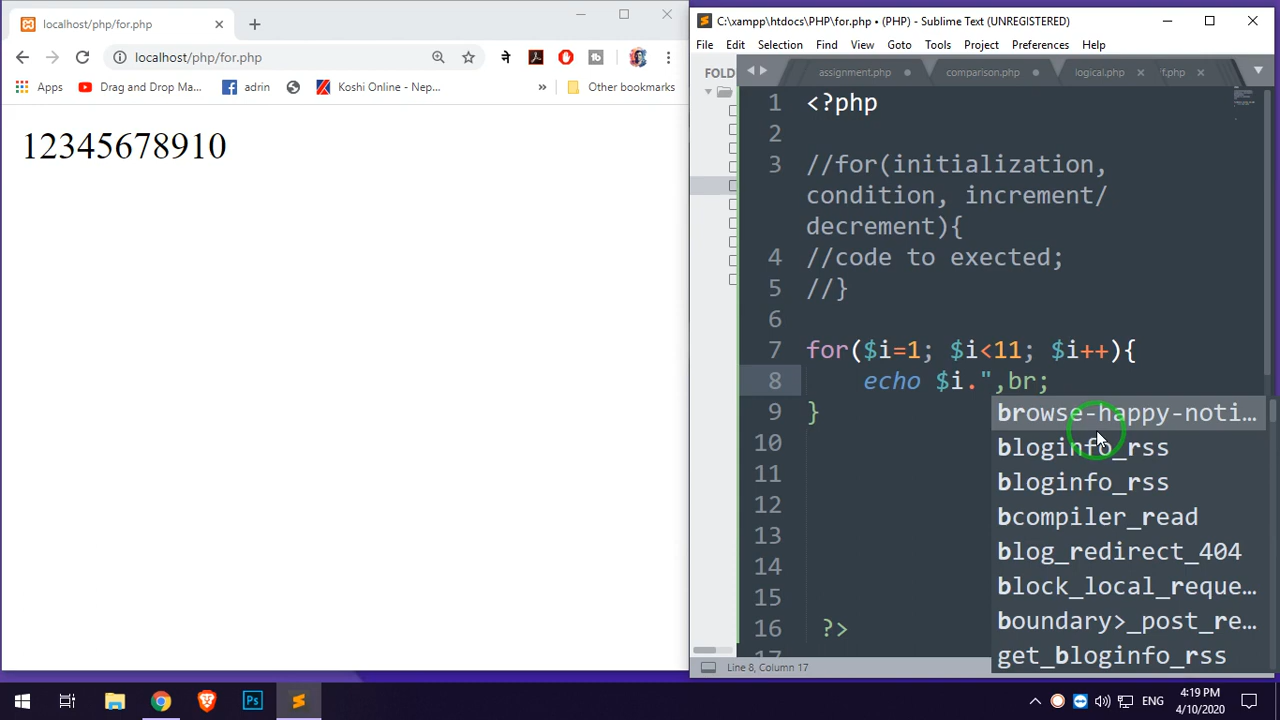 localhost/php/for.php
localhost/php/for.php
ने
Apps
Drag and Drop Ma...
adrin
Koshi Online - Nep...
»
Other bookmarks
12345678910
C:\xampp\htdocs\PHP\for.php • (PHP) - Sublime Text (UNREGISTERED)
File Edit Selection Find View Goto Tools Project Preferences Help
FOLD
assignment.php
comparison.php
logical.php
f.php
1 <?php
2
3 //for(initialization,
condition, increment/
decrement){
4 //code to exected;
5 //}
6
7 for($i=1; $i<11; $i++){
8 echo $i.",br;
9 }
10
11
12
13
14
15
16 ?>
17
browse-happy-noti…
bloginfo_rss
bloginfo_rss
bcompiler_read
blog_redirect_404
block_local_reque…
boundary>_post_re…
get_bloginfo_rss
Line 8, Column 17
Ps
ENG
4:19 PM
4/10/2020